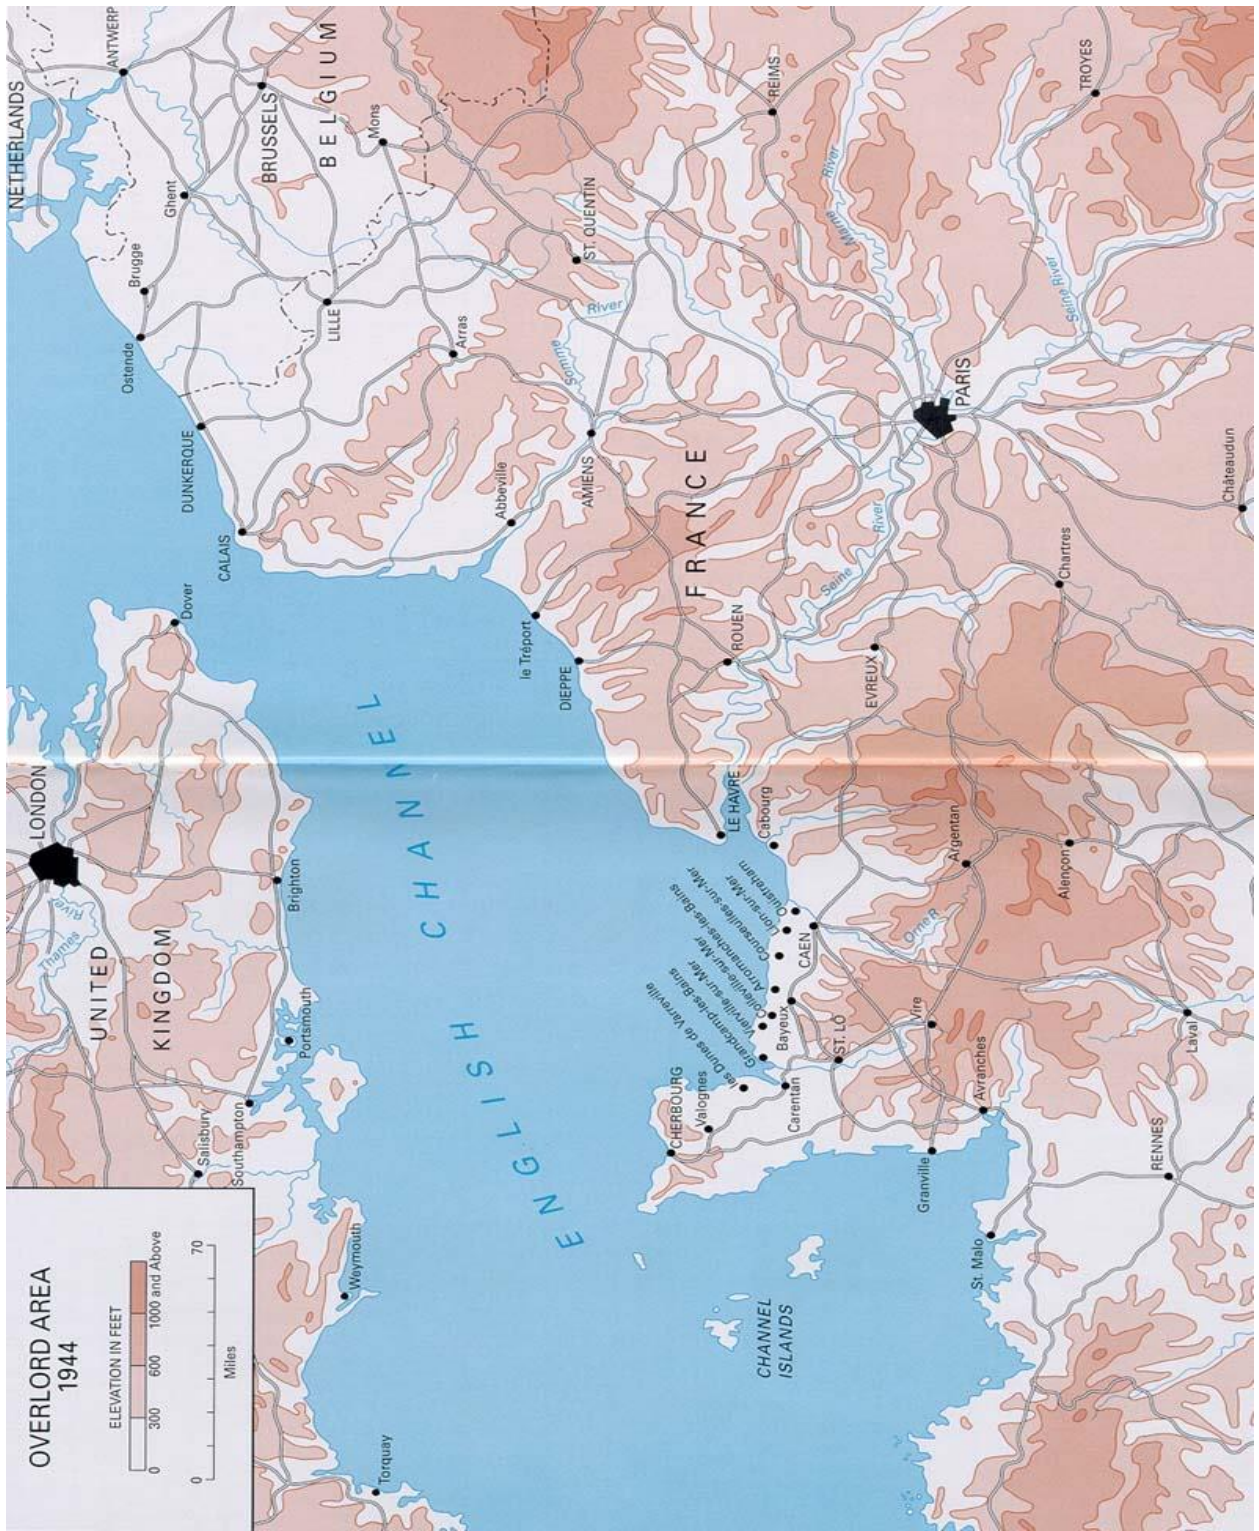 OVERLORD AREA
1944
ELEVATION IN FEET
0 300 600 1000 and Above
0 70
Miles
UNITED
KINGDOM
Thames
River
LONDON
Salisbury
Southampton
Portsmouth
Brighton
Dover
Weymouth
Torquay
ENGLISH CHANNEL
NETHERLANDS
ANTWERP
Ghent
Brugge
Ostende
BRUSSELS
BELGIUM
Mons
DUNKERQUE
CALAIS
LILLE
Arras
Abbeville
AMIENS
Somme
River
ST. QUENTIN
le Tréport
DIEPPE
FRANCE
ROUEN
LE HAVRE
Seine
River
EVREUX
REIMS
Marne
River
PARIS
Seine River
TROYES
Chartres
Châteaudun
Cabourg
Ouistreham
Lion-sur-Mer
Courseulles-sur-Mer
Arromanches-les-Bains
Colleville-sur-Mer
Vierville-sur-Mer
Grandcamp-les-Bains
les Dunes de Varreville
CHERBOURG
Valognes
Carentan
Bayeux
CAEN
ST. LÔ
Orne R
Vire
Argentan
Alençon
Granville
Avranches
St. Malo
RENNES
Laval
CHANNEL
ISLANDS